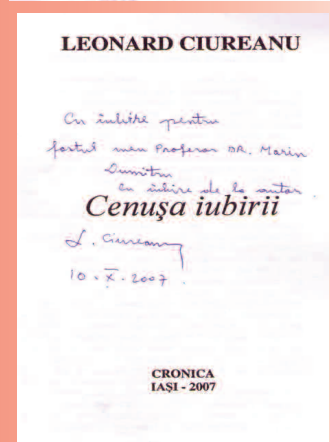 LEONARD CIUREANU
Cu iubire pentru
fostul meu Profesor DR. Marin
Dumitru
Cu iubire de la autor
Cenușa iubirii
L. Ciureanu
10. X. 2007.
CRONICA
IAȘI - 2007